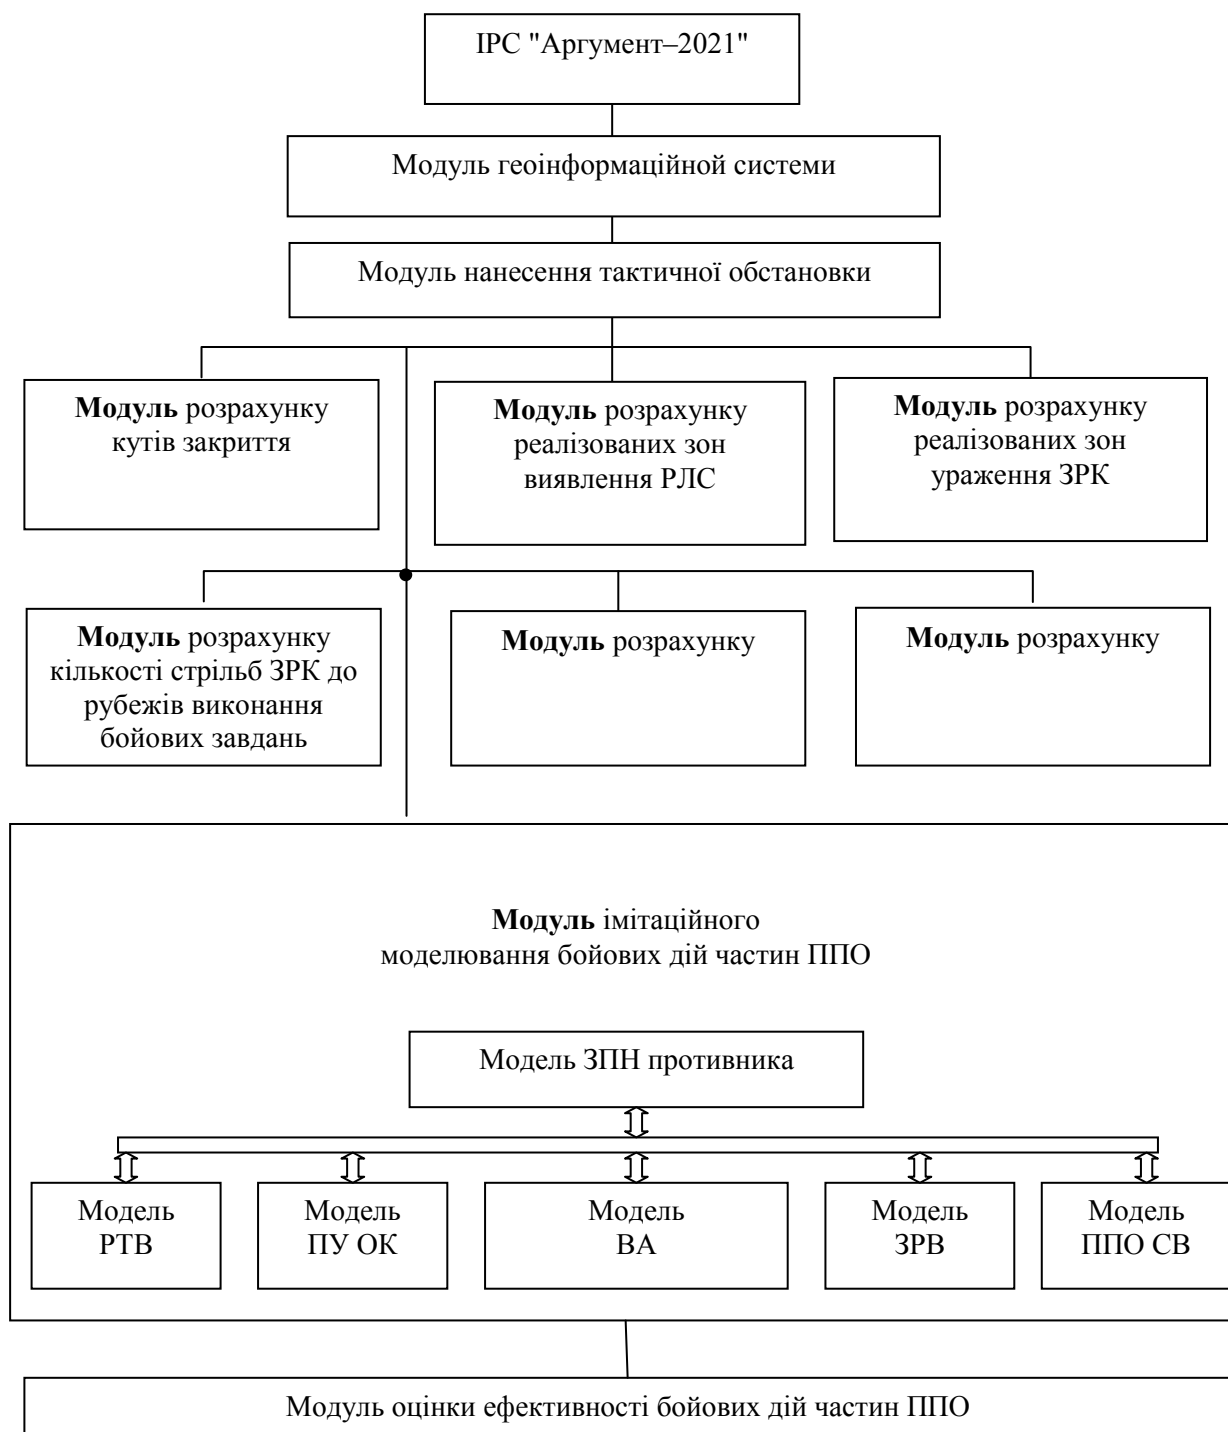 ІРС "Аргумент–2021"
Модуль геоінформаційної системи
Модуль нанесення тактичної обстановки
Модуль розрахунку
кутів закриття
Модуль розрахунку
реалізованих зон
виявлення РЛС
Модуль розрахунку
реалізованих зон
ураження ЗРК
Модуль розрахунку
кількості стрільб ЗРК до
рубежів виконання
бойових завдань
Модуль розрахунку
Модуль розрахунку
Модуль імітаційного
моделювання бойових дій частин ППО
Модель ЗПН противника
Модель
РТВ
Модель
ПУ ОК
Модель
ВА
Модель
ЗРВ
Модель
ППО СВ
Модуль оцінки ефективності бойових дій частин ППО